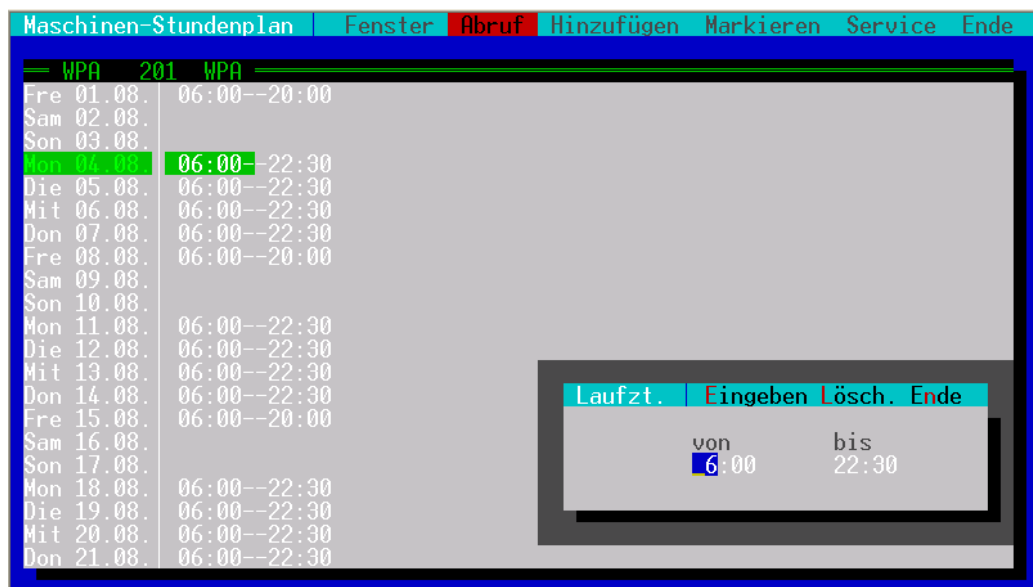 Maschinen-Stundenplan Fenster Abruf Hinzufügen Markieren Service Ende
WPA 201 WPA
Fre 01.08. 06:00--20:00
Sam 02.08.
Son 03.08.
Mon 04.08. 06:00--22:30
Die 05.08. 06:00--22:30
Mit 06.08. 06:00--22:30
Don 07.08. 06:00--22:30
Fre 08.08. 06:00--20:00
Sam 09.08.
Son 10.08.
Mon 11.08. 06:00--22:30
Die 12.08. 06:00--22:30
Mit 13.08. 06:00--22:30
Don 14.08. 06:00--22:30
Fre 15.08. 06:00--20:00
Sam 16.08.
Son 17.08.
Mon 18.08. 06:00--22:30
Die 19.08. 06:00--22:30
Mit 20.08. 06:00--22:30
Don 21.08. 06:00--22:30
Laufzt. Eingeben Lösch. Ende
von bis
6:00 22:30